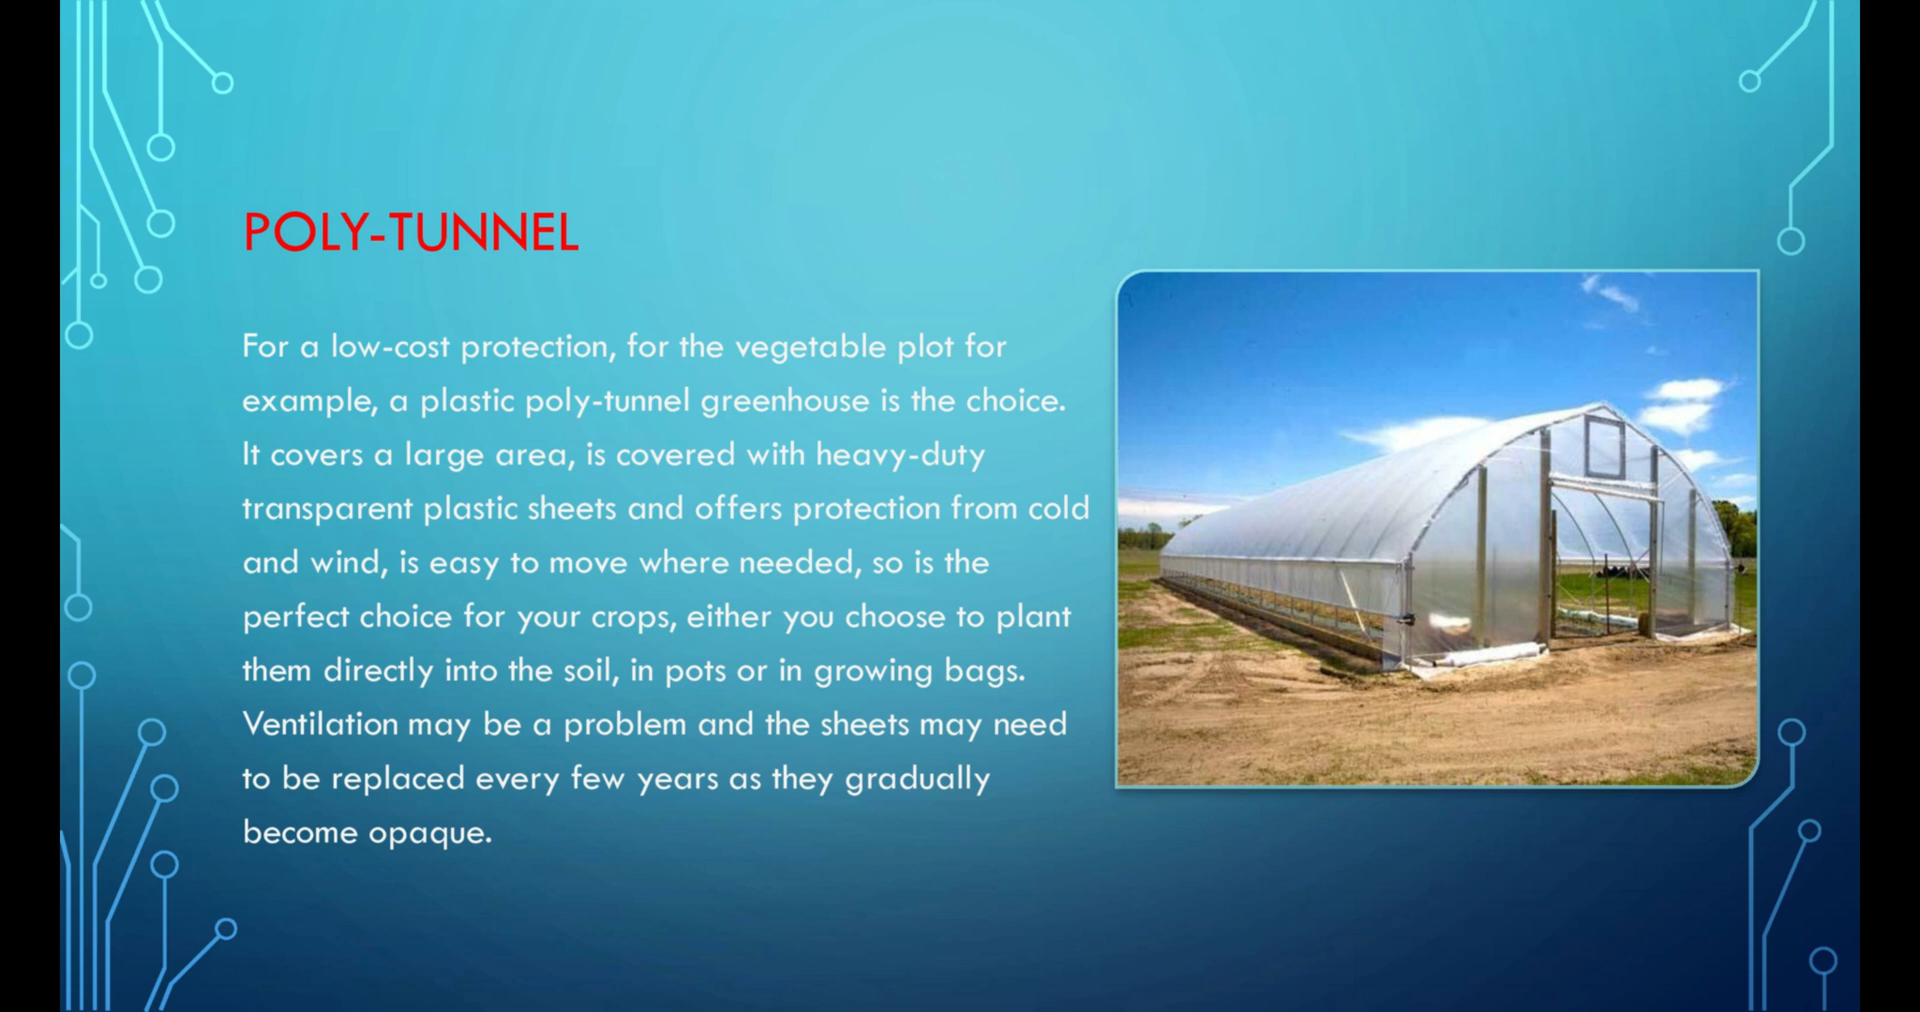 POLY-TUNNEL
For a low-cost protection, for the vegetable plot for
example, a plastic poly-tunnel greenhouse is the choice.
It covers a large area, is covered with heavy-duty
transparent plastic sheets and offers protection from cold
and wind, is easy to move where needed, so is the
perfect choice for your crops, either you choose to plant
them directly into the soil, in pots or in growing bags.
Ventilation may be a problem and the sheets may need
to be replaced every few years as they gradually
become opaque.